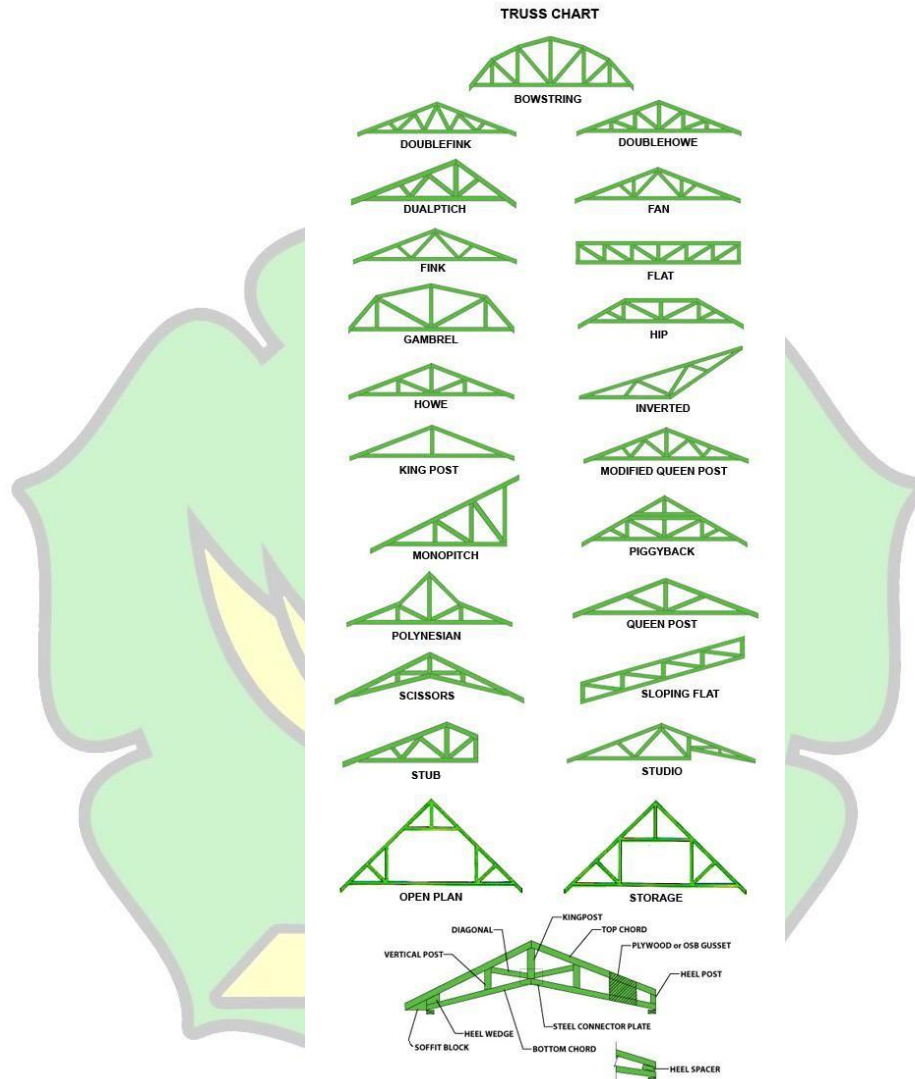 TRUSS CHART
BOWSTRING
DOUBLEFINK
DOUBLEHOWE
DUALPTICH
FAN
FINK
FLAT
GAMBREL
HIP
HOWE
INVERTED
KING POST
MODIFIED QUEEN POST
MONOPITCH
PIGGYBACK
POLYNESIAN
QUEEN POST
SCISSORS
SLOPING FLAT
STUB
STUDIO
OPEN PLAN
STORAGE
KINGPOST
DIAGONAL
TOP CHORD
VERTICAL POST
PLYWOOD or OSB GUSSET
HEEL POST
HEEL WEDGE
STEEL CONNECTOR PLATE
SOFFIT BLOCK
BOTTOM CHORD
HEEL SPACER